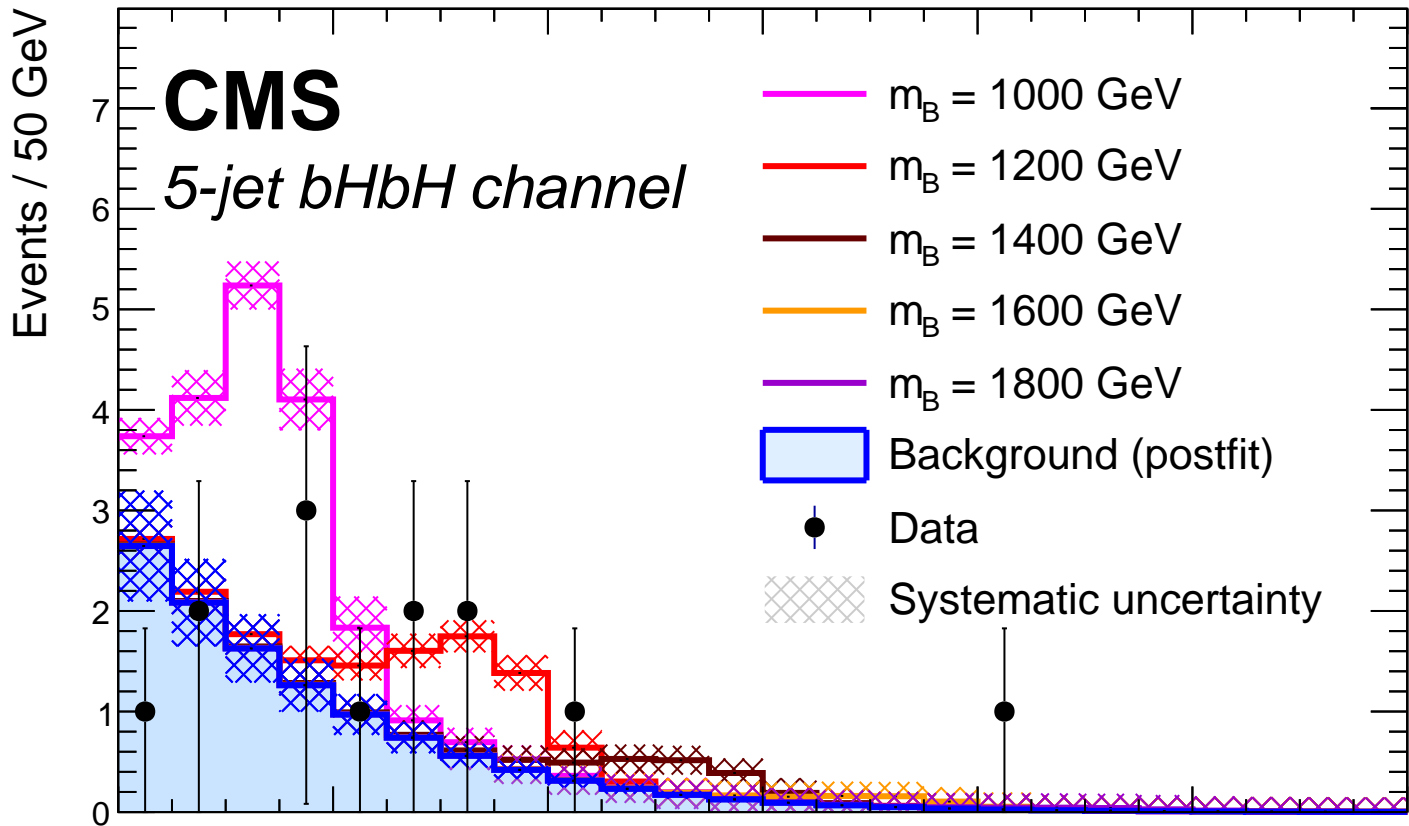 Events / 50 GeV
CMS
5-jet bHbH channel
7
6
5
4
3
2
1
0
m_B = 1000 GeV
m_B = 1200 GeV
m_B = 1400 GeV
m_B = 1600 GeV
m_B = 1800 GeV
Background (postfit)
Data
Systematic uncertainty